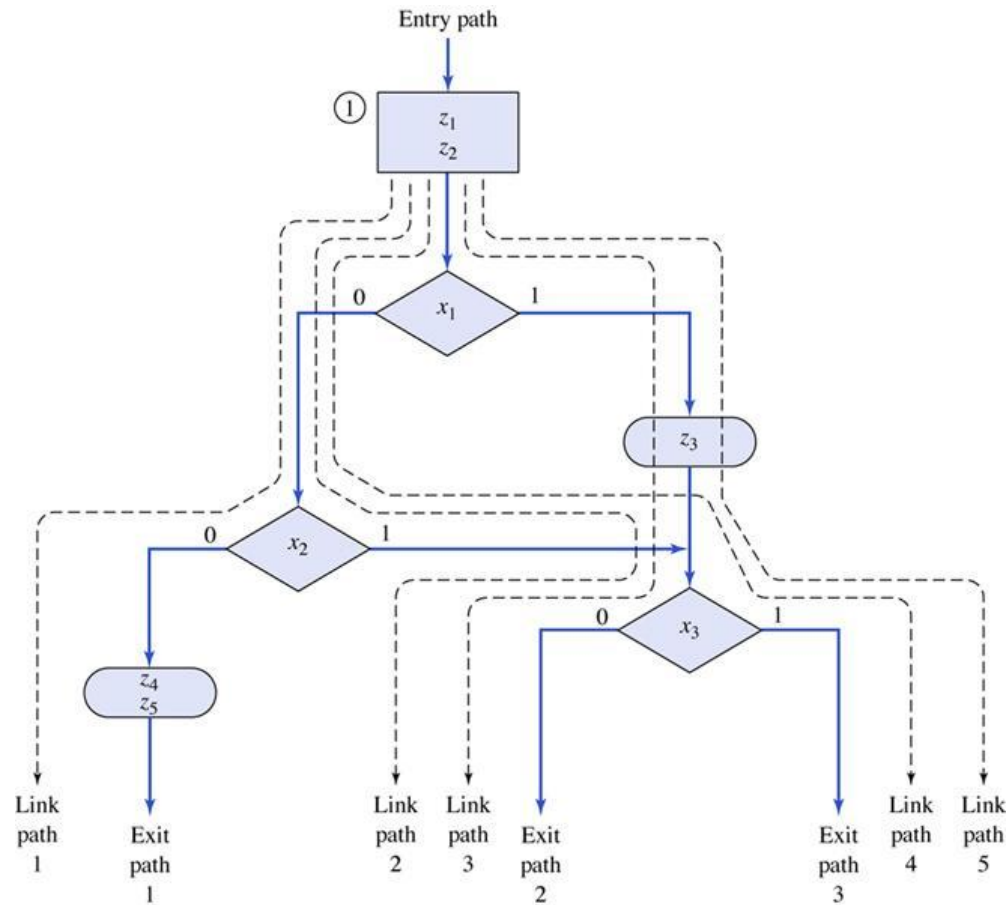 Entry path
1
z1
z2
0
x1
1
z3
0
x2
1
0
x3
1
z4
z5
Link
path
1
Exit
path
1
Link
path
2
Link
path
3
Exit
path
2
Exit
path
3
Link
path
4
Link
path
5